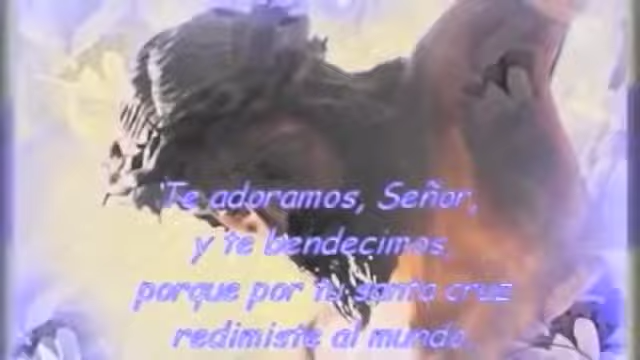 Te adoramos, Señor,
y te bendecimos,
porque por tu santa cruz
redimiste al mundo.